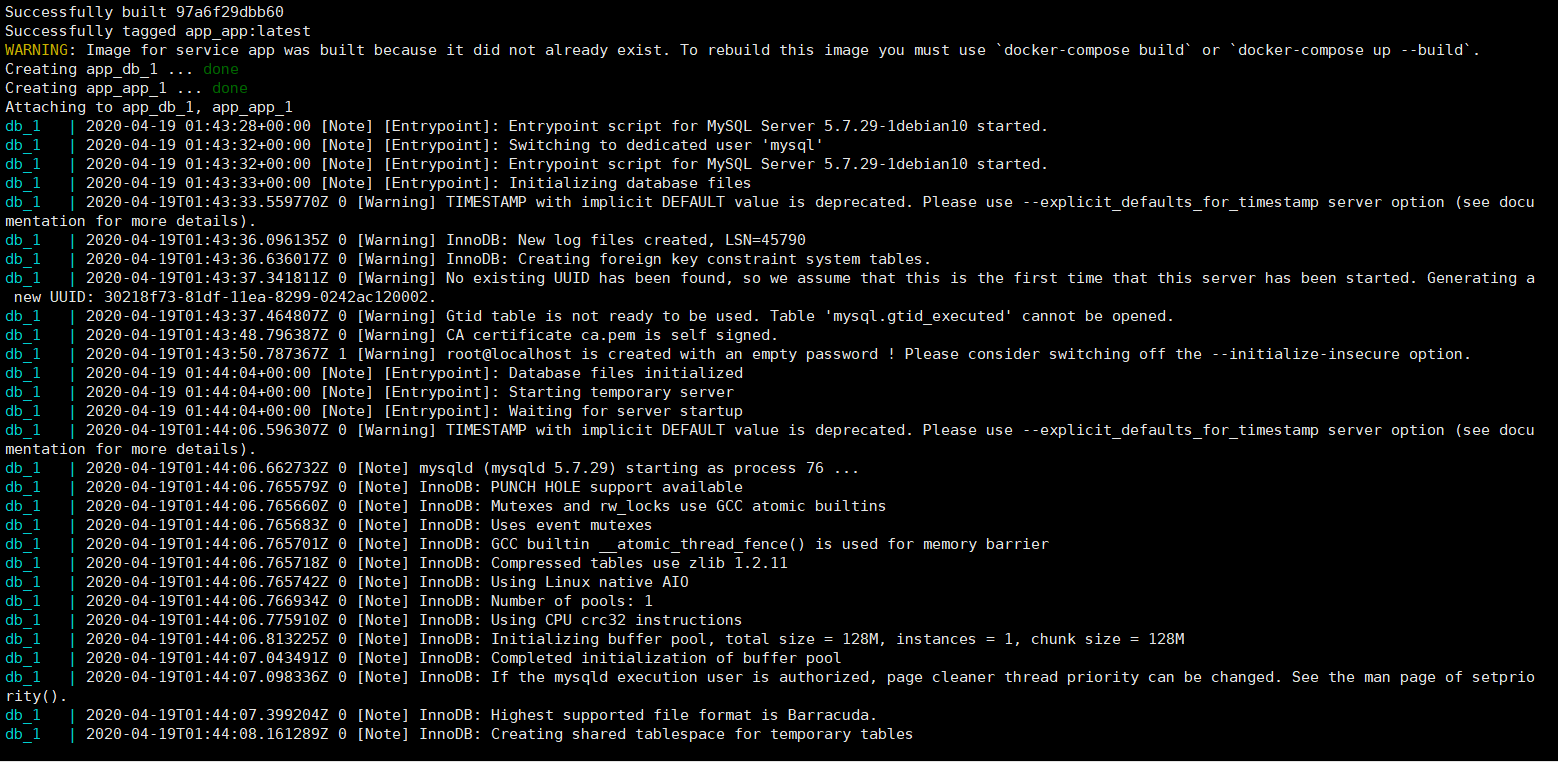 Successfully built 97a6f29dbb60
Successfully tagged app_app:latest
WARNING: Image for service app was built because it did not already exist. To rebuild this image you must use `docker-compose build` or `docker-compose up --build`.
Creating app_db_1 ... done
Creating app_app_1 ... done
Attaching to app_db_1, app_app_1
db_1   | 2020-04-19 01:43:28+00:00 [Note] [Entrypoint]: Entrypoint script for MySQL Server 5.7.29-1debian10 started.
db_1   | 2020-04-19 01:43:32+00:00 [Note] [Entrypoint]: Switching to dedicated user 'mysql'
db_1   | 2020-04-19 01:43:32+00:00 [Note] [Entrypoint]: Entrypoint script for MySQL Server 5.7.29-1debian10 started.
db_1   | 2020-04-19 01:43:33+00:00 [Note] [Entrypoint]: Initializing database files
db_1   | 2020-04-19T01:43:33.559770Z 0 [Warning] TIMESTAMP with implicit DEFAULT value is deprecated. Please use --explicit_defaults_for_timestamp server option (see docu
mentation for more details).
db_1   | 2020-04-19T01:43:36.096135Z 0 [Warning] InnoDB: New log files created, LSN=45790
db_1   | 2020-04-19T01:43:36.636017Z 0 [Warning] InnoDB: Creating foreign key constraint system tables.
db_1   | 2020-04-19T01:43:37.341811Z 0 [Warning] No existing UUID has been found, so we assume that this is the first time that this server has been started. Generating a
 new UUID: 30218f73-81df-11ea-8299-0242ac120002.
db_1   | 2020-04-19T01:43:37.464807Z 0 [Warning] Gtid table is not ready to be used. Table 'mysql.gtid_executed' cannot be opened.
db_1   | 2020-04-19T01:43:48.796387Z 0 [Warning] CA certificate ca.pem is self signed.
db_1   | 2020-04-19T01:43:50.787367Z 1 [Warning] root@localhost is created with an empty password ! Please consider switching off the --initialize-insecure option.
db_1   | 2020-04-19 01:44:04+00:00 [Note] [Entrypoint]: Database files initialized
db_1   | 2020-04-19 01:44:04+00:00 [Note] [Entrypoint]: Starting temporary server
db_1   | 2020-04-19 01:44:04+00:00 [Note] [Entrypoint]: Waiting for server startup
db_1   | 2020-04-19T01:44:06.596307Z 0 [Warning] TIMESTAMP with implicit DEFAULT value is deprecated. Please use --explicit_defaults_for_timestamp server option (see docu
mentation for more details).
db_1   | 2020-04-19T01:44:06.662732Z 0 [Note] mysqld (mysqld 5.7.29) starting as process 76 ...
db_1   | 2020-04-19T01:44:06.765579Z 0 [Note] InnoDB: PUNCH HOLE support available
db_1   | 2020-04-19T01:44:06.765660Z 0 [Note] InnoDB: Mutexes and rw_locks use GCC atomic builtins
db_1   | 2020-04-19T01:44:06.765683Z 0 [Note] InnoDB: Uses event mutexes
db_1   | 2020-04-19T01:44:06.765701Z 0 [Note] InnoDB: GCC builtin __atomic_thread_fence() is used for memory barrier
db_1   | 2020-04-19T01:44:06.765718Z 0 [Note] InnoDB: Compressed tables use zlib 1.2.11
db_1   | 2020-04-19T01:44:06.765742Z 0 [Note] InnoDB: Using Linux native AIO
db_1   | 2020-04-19T01:44:06.766934Z 0 [Note] InnoDB: Number of pools: 1
db_1   | 2020-04-19T01:44:06.775910Z 0 [Note] InnoDB: Using CPU crc32 instructions
db_1   | 2020-04-19T01:44:06.813225Z 0 [Note] InnoDB: Initializing buffer pool, total size = 128M, instances = 1, chunk size = 128M
db_1   | 2020-04-19T01:44:07.043491Z 0 [Note] InnoDB: Completed initialization of buffer pool
db_1   | 2020-04-19T01:44:07.098336Z 0 [Note] InnoDB: If the mysqld execution user is authorized, page cleaner thread priority can be changed. See the man page of setprio
rity().
db_1   | 2020-04-19T01:44:07.399204Z 0 [Note] InnoDB: Highest supported file format is Barracuda.
db_1   | 2020-04-19T01:44:08.161289Z 0 [Note] InnoDB: Creating shared tablespace for temporary tables